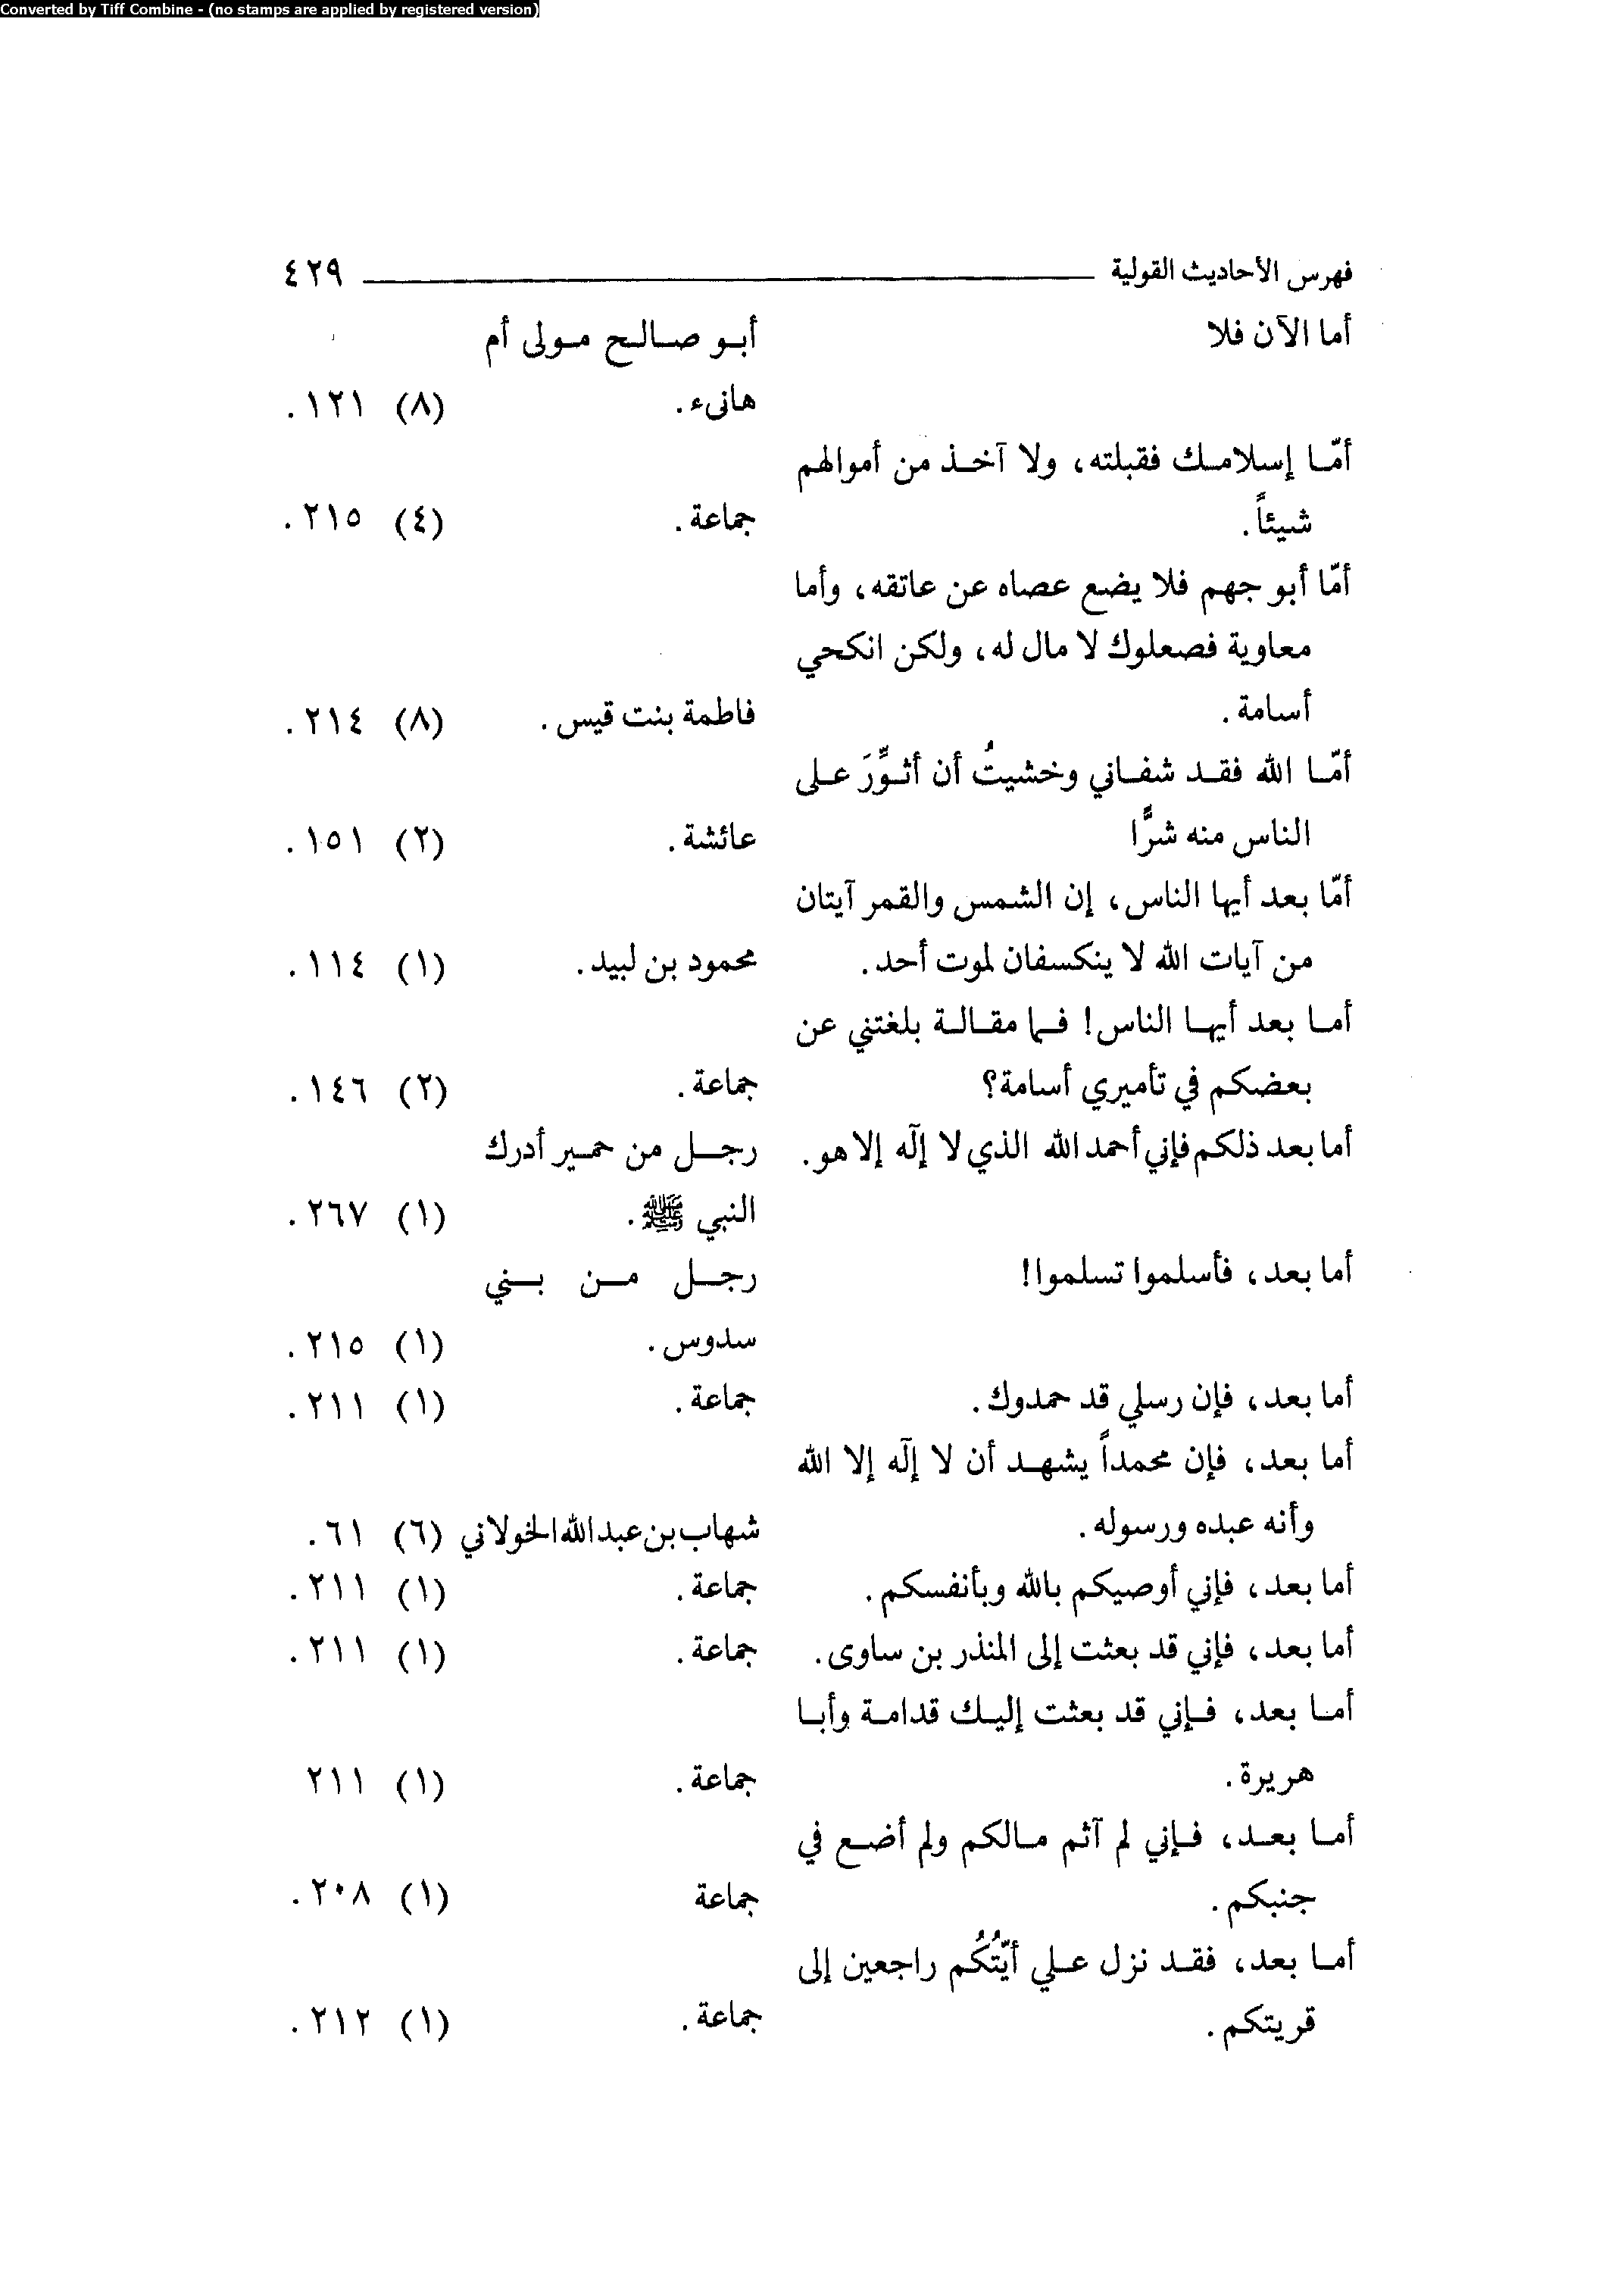 Converted by Tiff Combine - (no stamps are applied by registered version)
فهرس الأحاديث القولية ٤٢٩
أما الآن فلا أبو صالح مولى أم
هانىء. (٨) ١٢١.
أمّا إسلامك فقبلته، ولا آخذ من أموالهم
شيئاً. جماعة. (٤) ٢١٥.
أمّا أبو جهم فلا يضع عصاه عن عاتقه، وأما
معاوية فصعلوك لا مال له، ولكن انكحي
أسامة. فاطمة بنت قيس. (٨) ٢١٤.
أمّا الله فقد شفاني وخشيتُ أن أثوِّرَ على
الناس منه شرًّا عائشة. (٢) ١٥١.
أمّا بعد أيها الناس، إن الشمس والقمر آيتان
من آيات الله لا ينكسفان لموت أحد. محمود بن لبيد. (١) ١١٤.
أما بعد أيها الناس! فما مقالة بلغتني عن
بعضكم في تأميري أسامة؟ جماعة. (٢) ١٤٦.
أما بعد ذلكم فإني أحمد الله الذي لا إلٓه إلا هو. رجل من حمير أدرك
النبي ﷺ. (١) ٢٦٧.
أما بعد، فأسلموا تسلموا! رجل من بني
سدوس. (١) ٢١٥.
أما بعد، فإن رسلي قد حمدوك. جماعة. (١) ٢١١.
أما بعد، فإن محمداً يشهد أن لا إلٓه إلا الله
وأنه عبده ورسوله. شهاب بن عبد الله الخولاني (٦) ٦١.
أما بعد، فإني أوصيكم بالله وبأنفسكم. جماعة. (١) ٢١١.
أما بعد، فإني قد بعثت إلى المنذر بن ساوى. جماعة. (١) ٢١١.
أما بعد، فإني قد بعثت إليك قدامة وأبا
هريرة. جماعة. (١) ٢١١
أما بعد، فإني لم آثم مالكم ولم أضع في
جنبكم. جماعة (١) ٢٠٨.
أما بعد، فقد نزل علي أيّتُكُم راجعين إلى
قريتكم. جماعة. (١) ٢١٢.